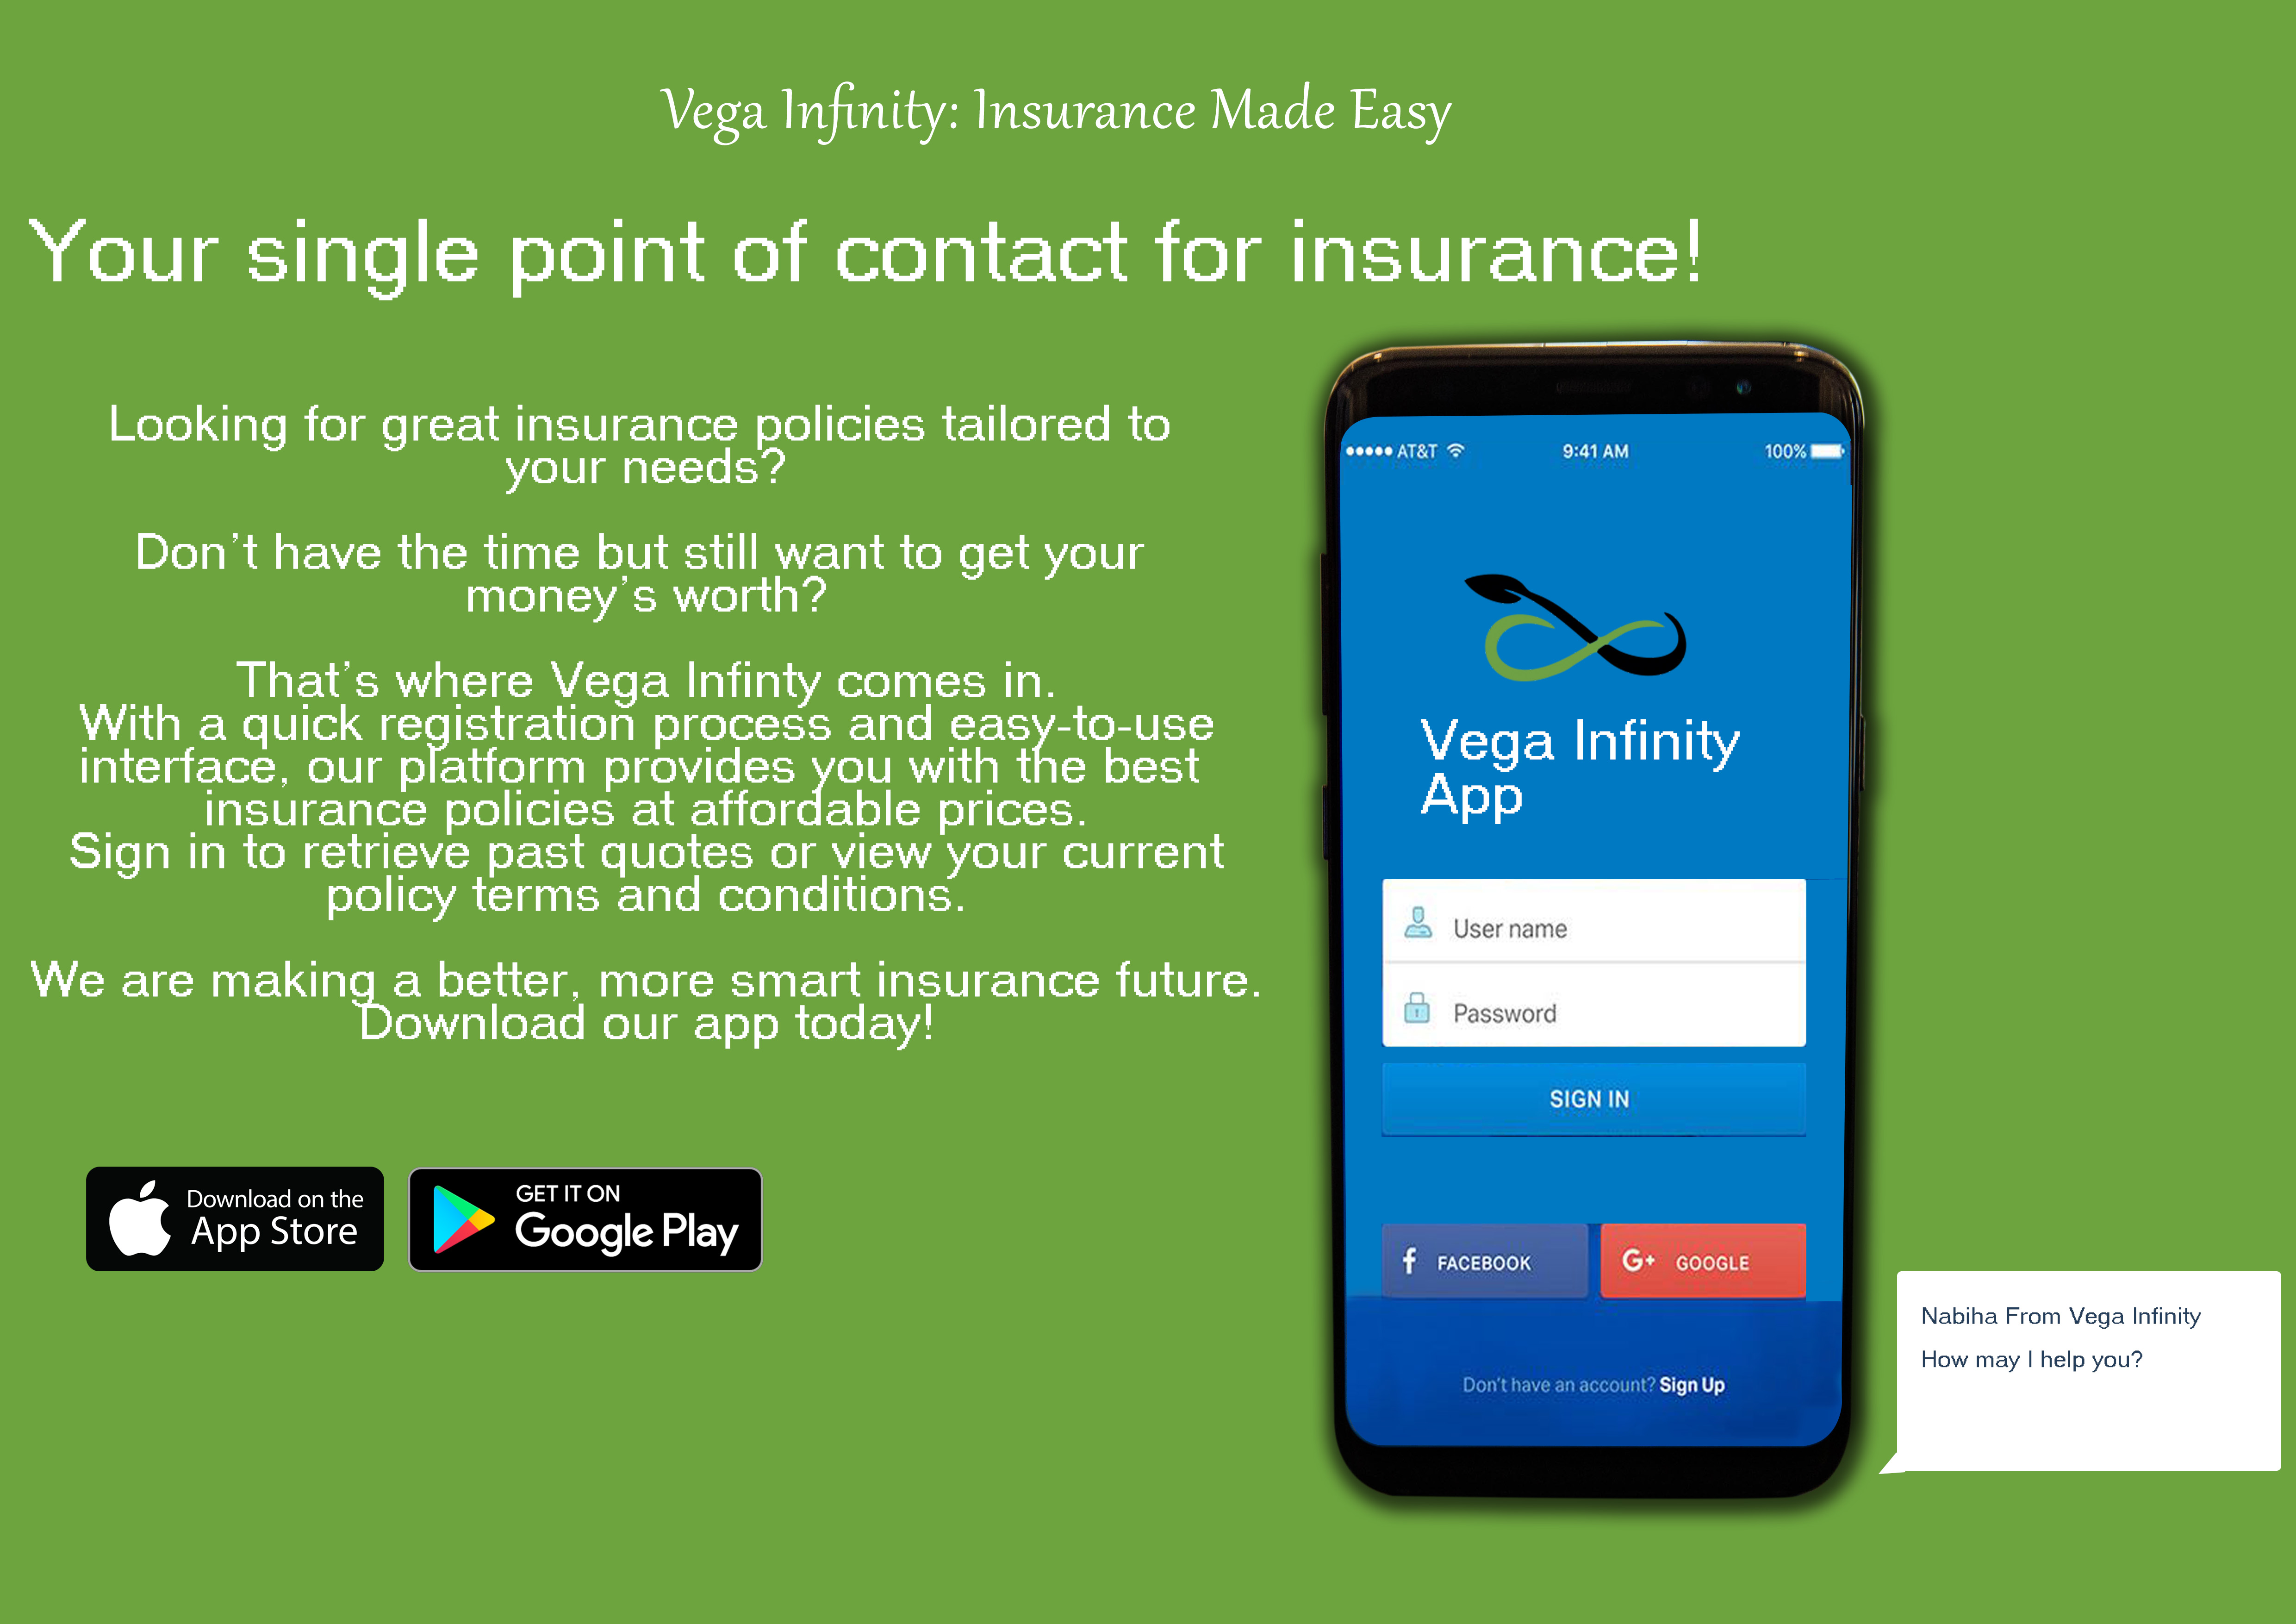 Vega Infinity: Insurance Made Easy
Your single point of contact for insurance!
Looking for great insurance policies tailored to
your needs?
Don't have the time but still want to get your
money's worth?
That's where Vega Infinty comes in.
With a quick registration process and easy-to-use
interface, our platform provides you with the best
insurance policies at affordable prices.
Sign in to retrieve past quotes or view your current
policy terms and conditions.
We are making a better, more smart insurance future.
Download our app today!
Download on the
App Store
GET IT ON
Google Play
AT&T 9:41 AM 100%
Vega Infinity
App
User name
Password
SIGN IN
f FACEBOOK
G+ GOOGLE
Don't have an account? Sign Up
Nabiha From Vega Infinity
How may I help you?